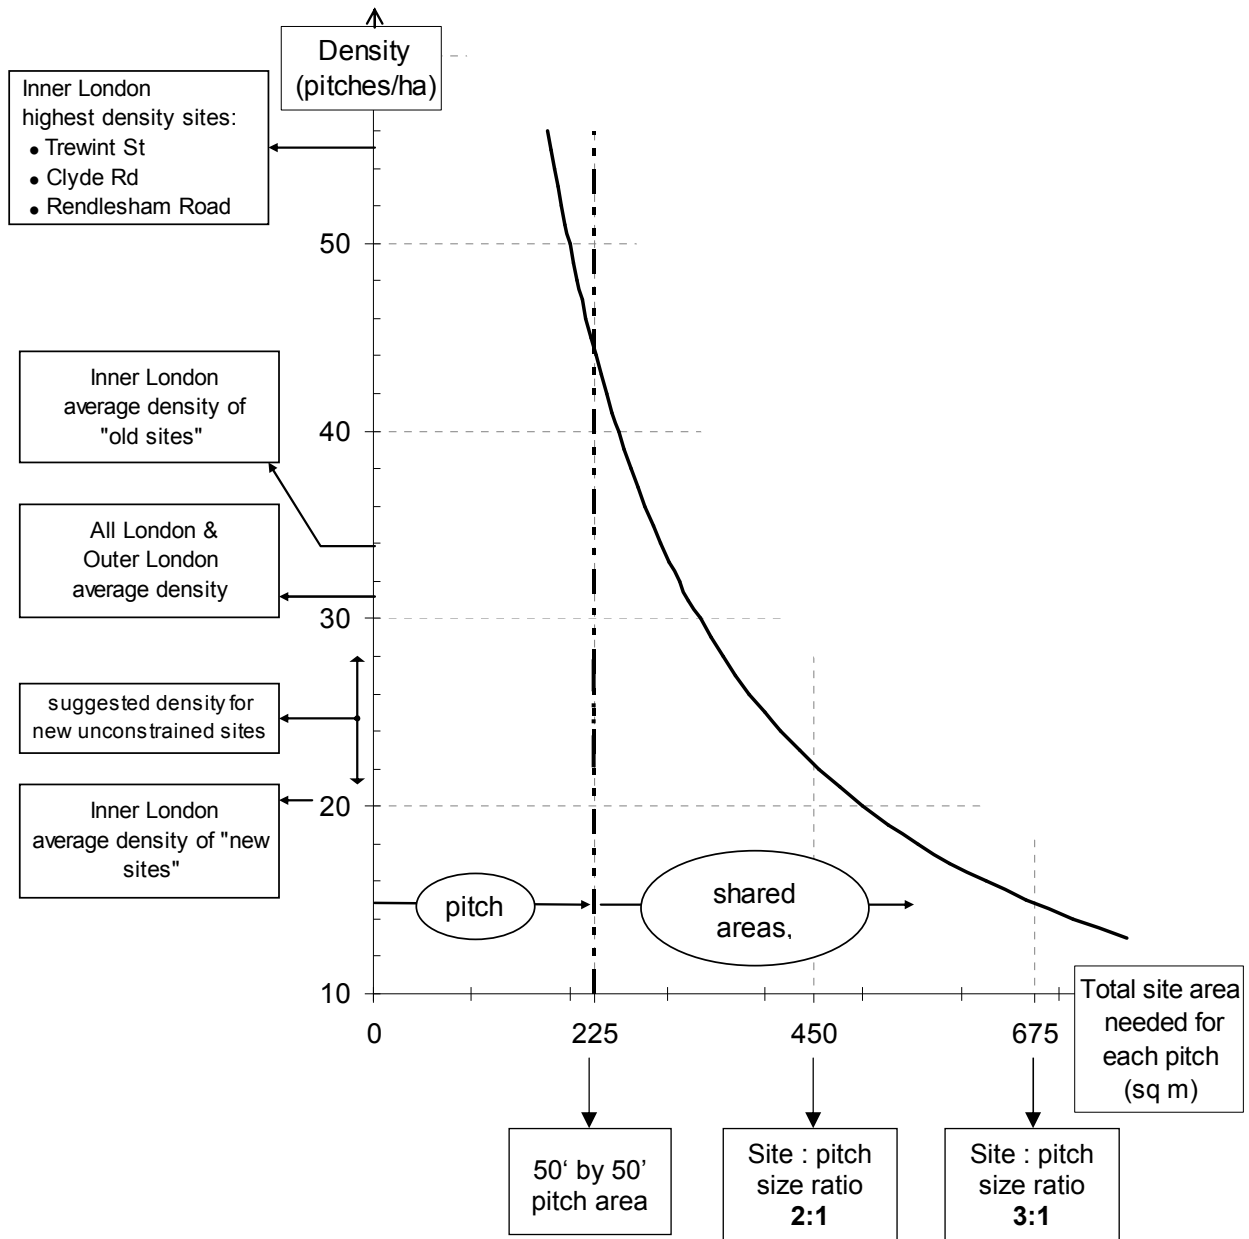 Density
(pitches/ha)
Inner London
highest density sites:
• Trewint St
• Clyde Rd
• Rendlesham Road
50
Inner London
average density of
"old sites"
40
All London &
Outer London
average density
30
suggested density for
new unconstrained sites
Inner London
average density of "new
sites"
20
pitch
shared
areas,
10
0
225
450
675
Total site area
needed for
each pitch
(sq m)
50‘ by 50’
pitch area
Site : pitch
size ratio
2:1
Site : pitch
size ratio
3:1